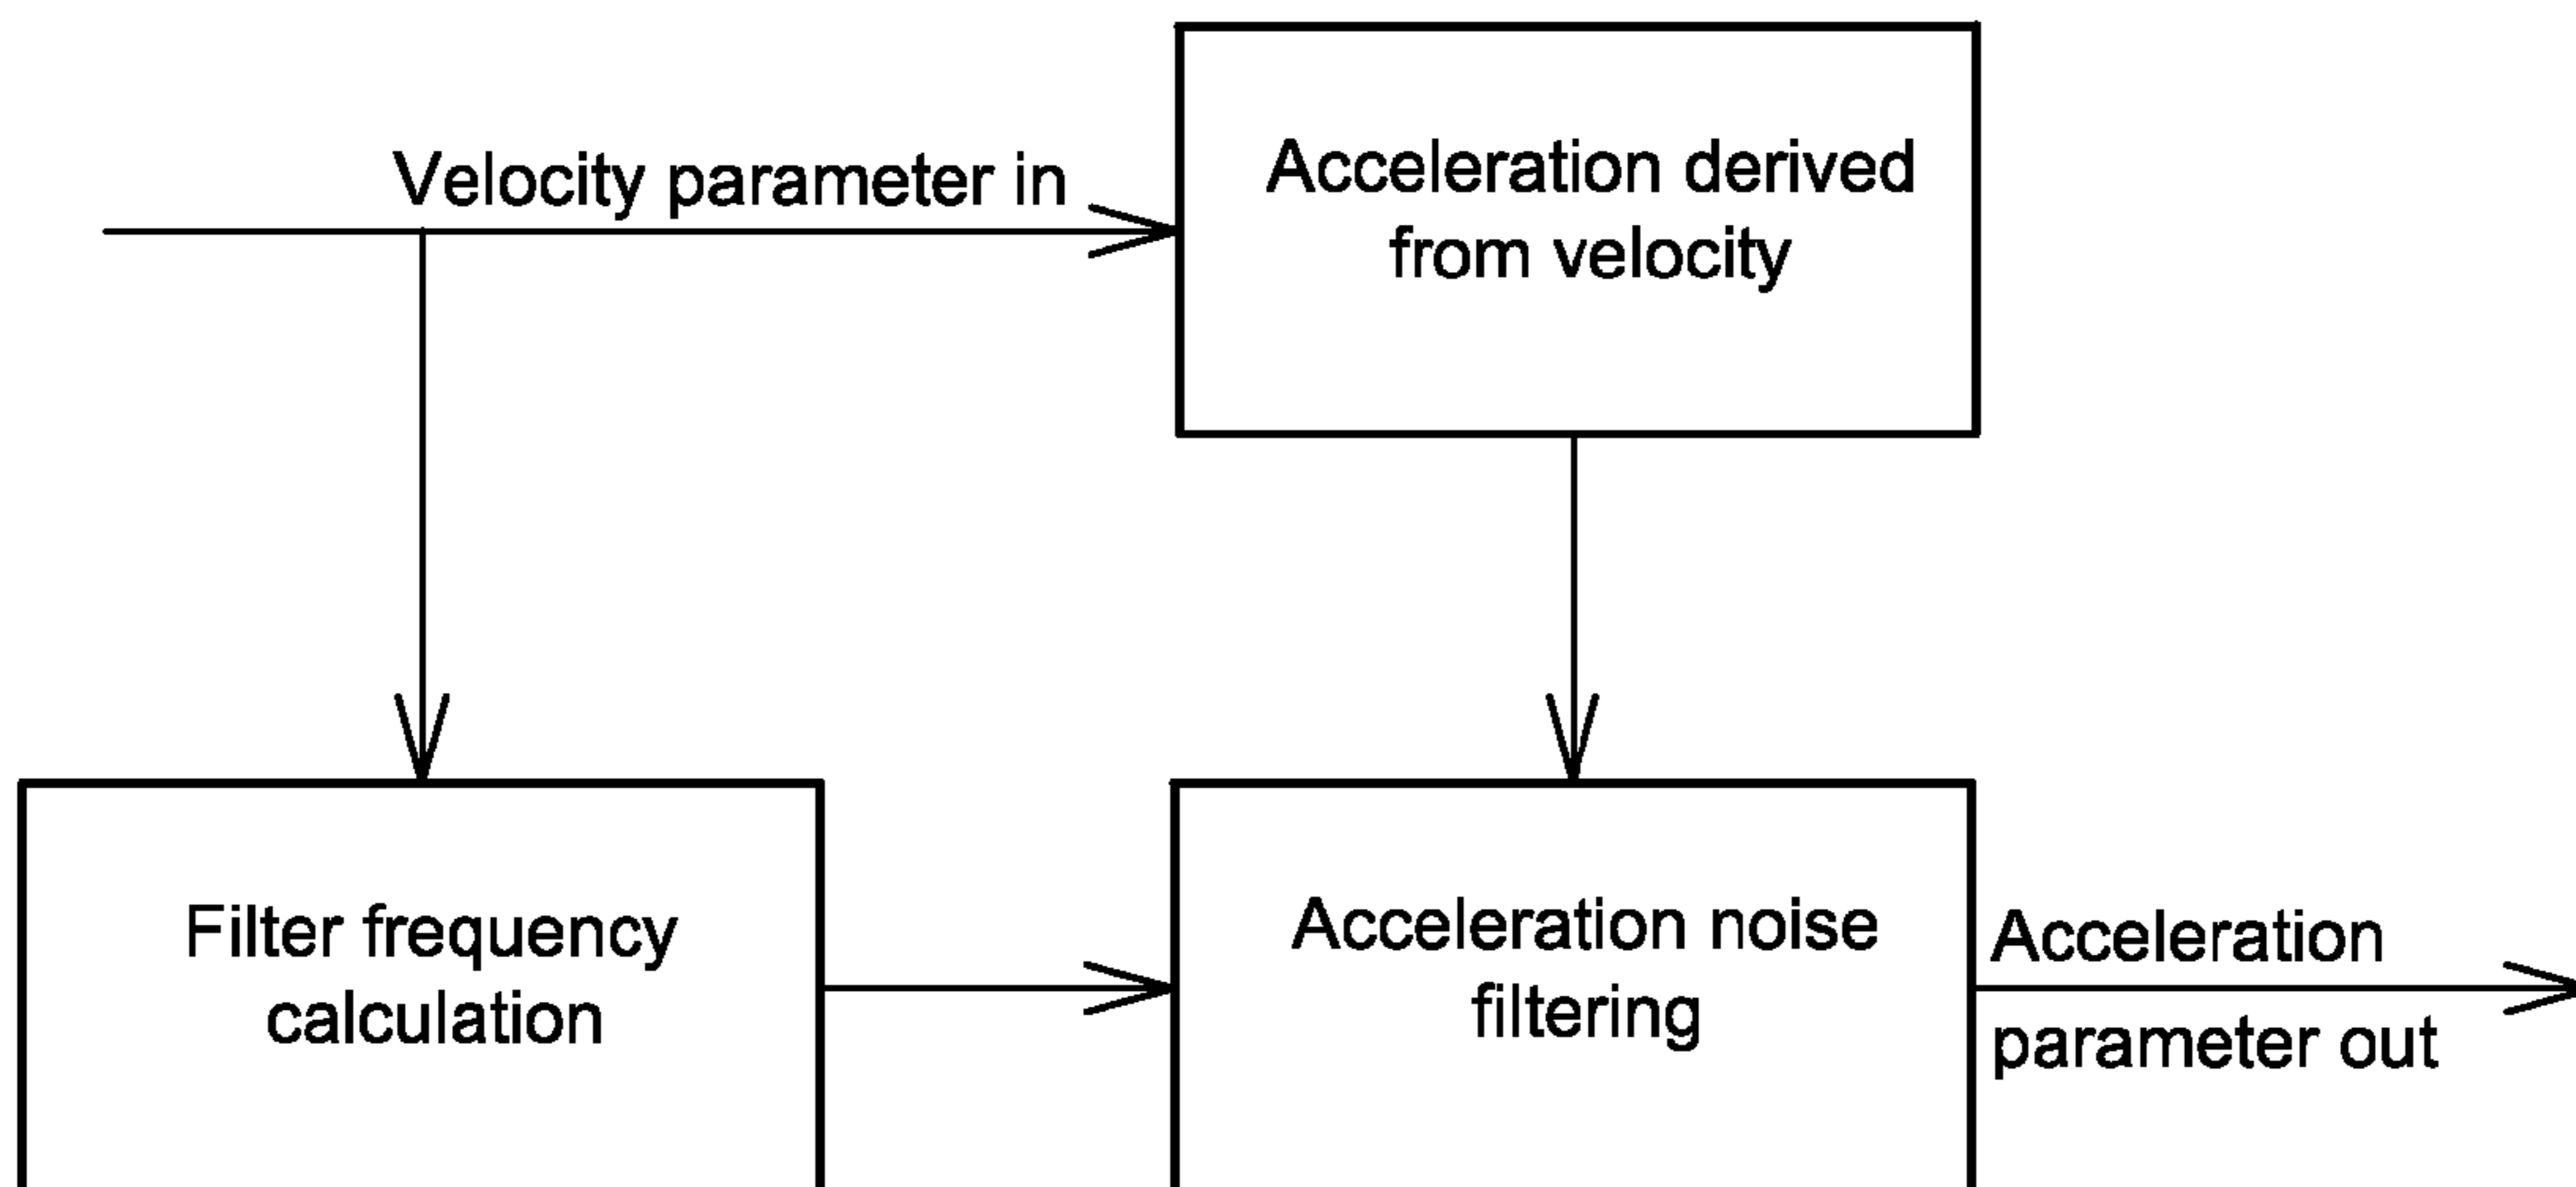 Velocity parameter in
Acceleration derived
from velocity
Filter frequency
calculation
Acceleration noise
filtering
Acceleration
parameter out